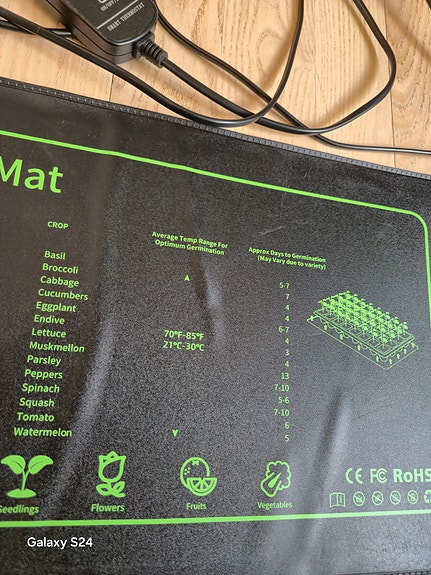 SMART THERMOSTAT
Mat
CROP
Average Temp Range For
Optimum Germination
Approx Days to Germination
(May Vary due to variety)
Basil 5-7
Broccoli 7
Cabbage 4
Cucumbers 4
Eggplant 6-7
Endive 4
Lettuce 70°F-85°F 3
Muskmellon 21°C-30°C 4
Parsley 13
Peppers 7-10
Spinach 5-6
Squash 7-10
Tomato 6
Watermelon 5
Seedlings
Flowers
Fruits
Vegetables
CE FC RoHS
Galaxy S24